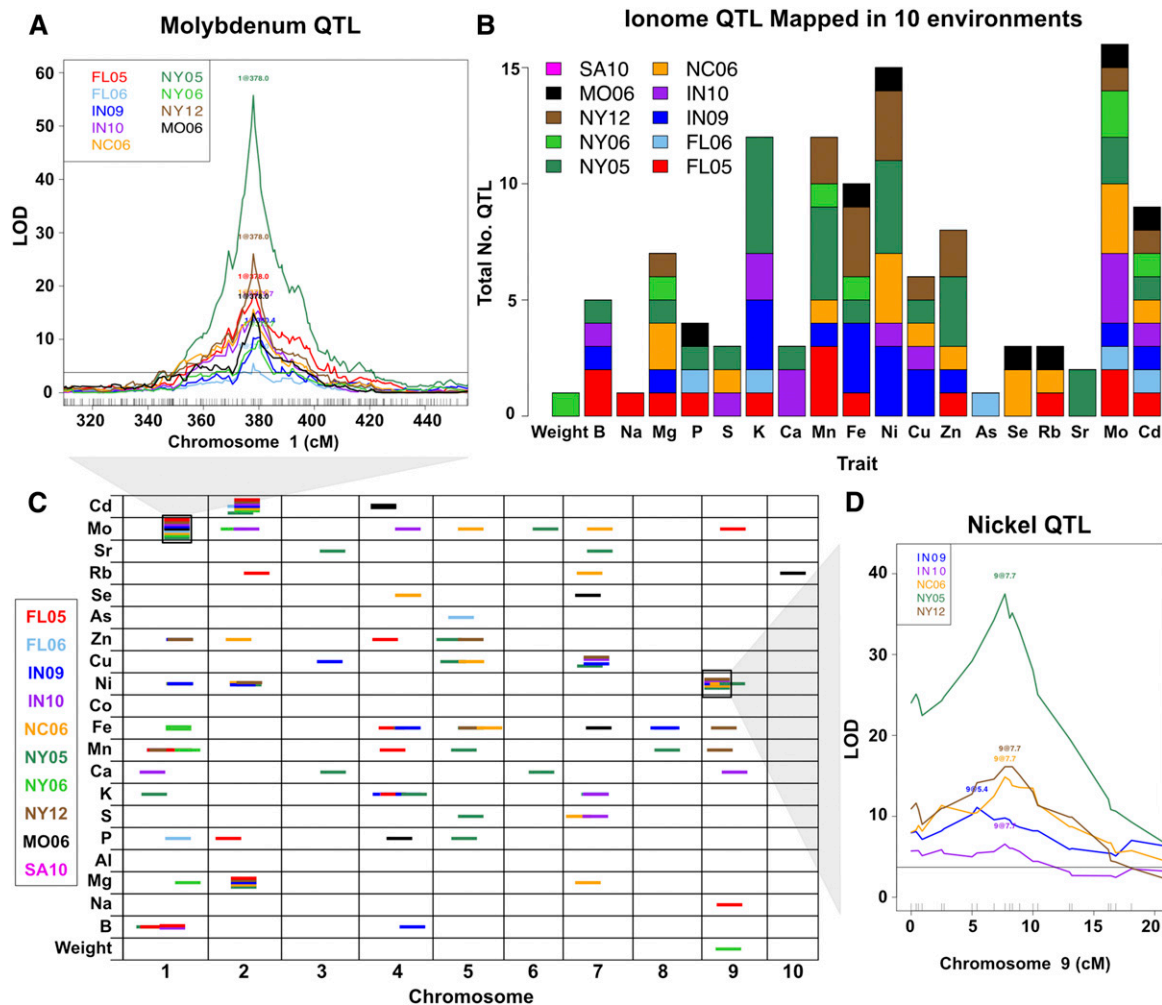 A
Molybdenum QTL
FL05 NY05
FL06 NY06
IN09 NY12
IN10 MO06
NC06
LOD
60
50
40
30
20
10
0
1@378.0
1@378.0
1@378.0
1@378.0
320 340 360 380 400 420 440
Chromosome 1 (cM)
B
Ionome QTL Mapped in 10 environments
SA10 NC06
MO06 IN10
NY12 IN09
NY06 FL06
NY05 FL05
Total No. QTL
15
10
5
0
Weight B Na Mg P S K Ca Mn Fe Ni Cu Zn As Se Rb Sr Mo Cd
Trait
C
FL05
FL06
IN09
IN10
NC06
NY05
NY06
NY12
MO06
SA10
Cd
Mo
Sr
Rb
Se
As
Zn
Cu
Ni
Co
Fe
Mn
Ca
K
S
P
Al
Mg
Na
B
Weight
1 2 3 4 5 6 7 8 9 10
Chromosome
D
Nickel QTL
IN09
IN10
NC06
NY05
NY12
LOD
40
30
20
10
0
9@7.7
9@7.7
9@7.7
9@5.4
9@7.7
0 5 10 15 20
Chromosome 9 (cM)